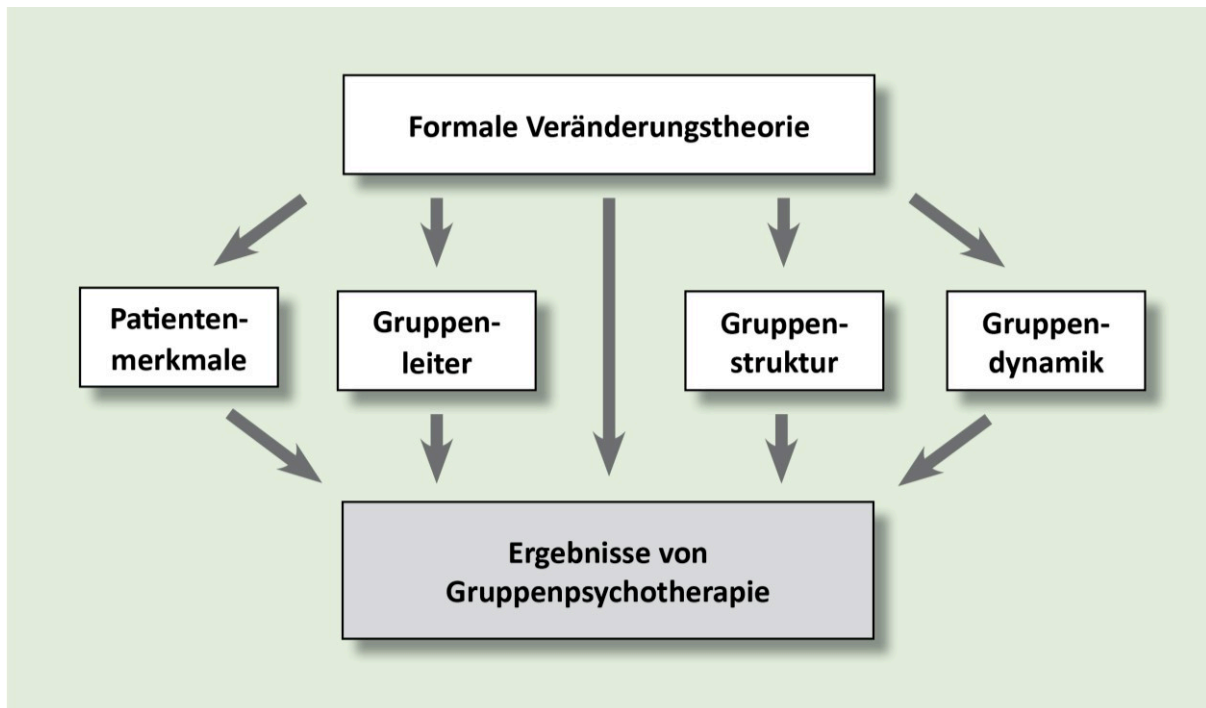 Formale Veränderungstheorie
Patienten-
merkmale
Gruppen-
leiter
Gruppen-
struktur
Gruppen-
dynamik
Ergebnisse von
Gruppenpsychotherapie